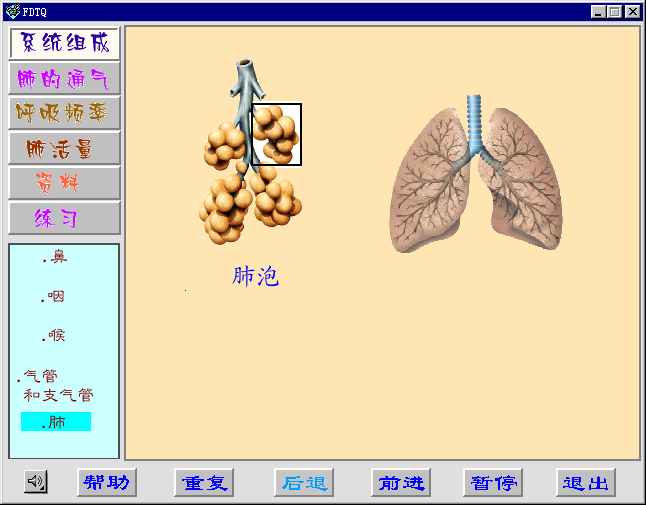 FDTQ
系统组成
肺的通气
呼吸频率
肺活量
资料
练习
.鼻
.咽
.喉
.气管
和支气管
.肺
肺泡
帮助
重复
后退
前进
暂停
退出